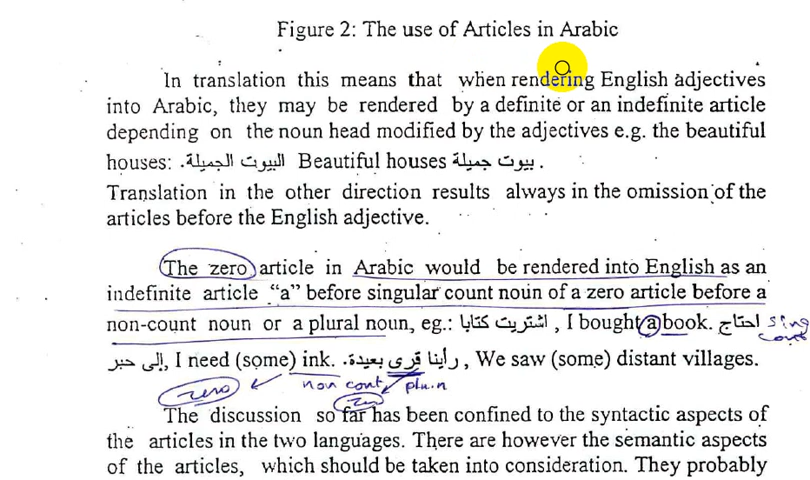 Figure 2: The use of Articles in Arabic
In translation this means that when rendering English adjectives
into Arabic, they may be rendered by a definite or an indefinite article
depending on the noun head modified by the adjectives e.g. the beautiful
houses: البيوت الجميلة. Beautiful houses بيوت جميلة .
Translation in the other direction results always in the omission of the
articles before the English adjective.
The zero article in Arabic would be rendered into English as an
indefinite article "a" before singular count noun of a zero article before a
non-count noun or a plural noun, eg.: اشتريت كتابا , I bought a book. احتاج sing
count
إلى حبر, I need (some) ink. رأينا قرى بعيدة. , We saw (some) distant villages.
zero non cont plu.n
zero
The discussion so far has been confined to the syntactic aspects of
the articles in the two languages. There are however the semantic aspects
of the articles, which should be taken into consideration. They probably